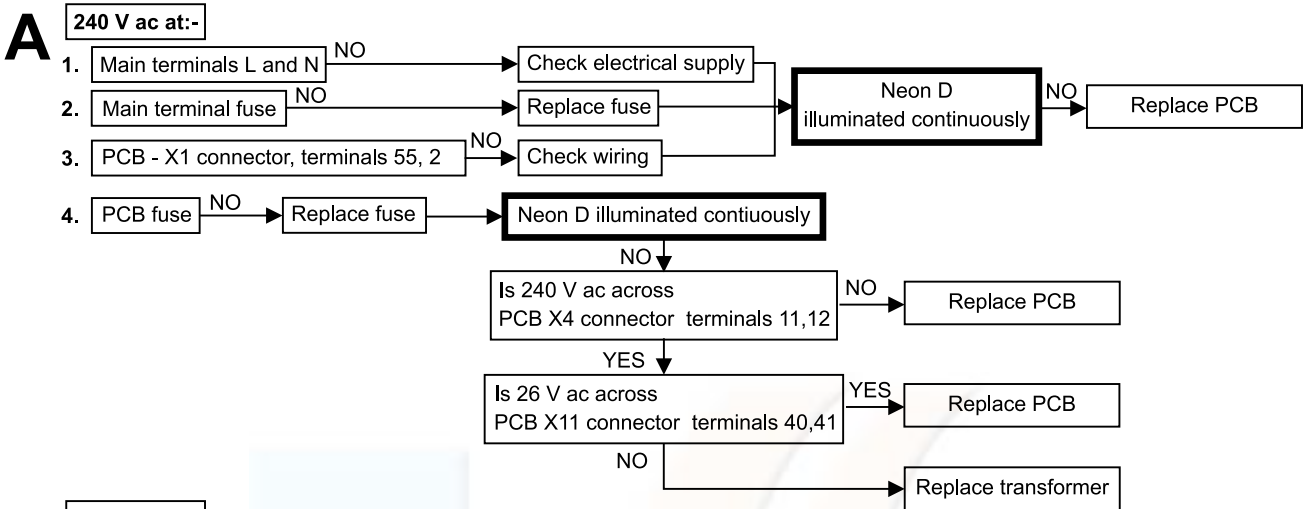 A
240 V ac at:-
1. Main terminals L and N NO Check electrical supply
2. Main terminal fuse NO Replace fuse
Neon D
illuminated continuously
NO Replace PCB
3. PCB - X1 connector, terminals 55, 2 NO Check wiring
4. PCB fuse NO Replace fuse Neon D illuminated contiuously
NO
Is 240 V ac across
PCB X4 connector terminals 11,12
NO Replace PCB
YES
Is 26 V ac across
PCB X11 connector terminals 40,41
YES Replace PCB
NO
Replace transformer